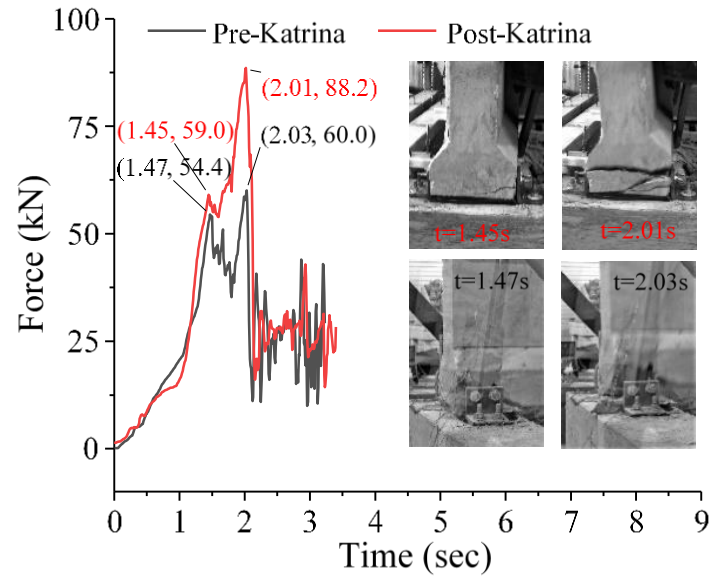 Pre-Katrina
Post-Katrina
100
75
50
25
0
Force (kN)
(2.01, 88.2)
(1.45, 59.0)
(2.03, 60.0)
(1.47, 54.4)
t=1.45s
t=2.01s
t=1.47s
t=2.03s
0 1 2 3 4 5 6 7 8 9
Time (sec)